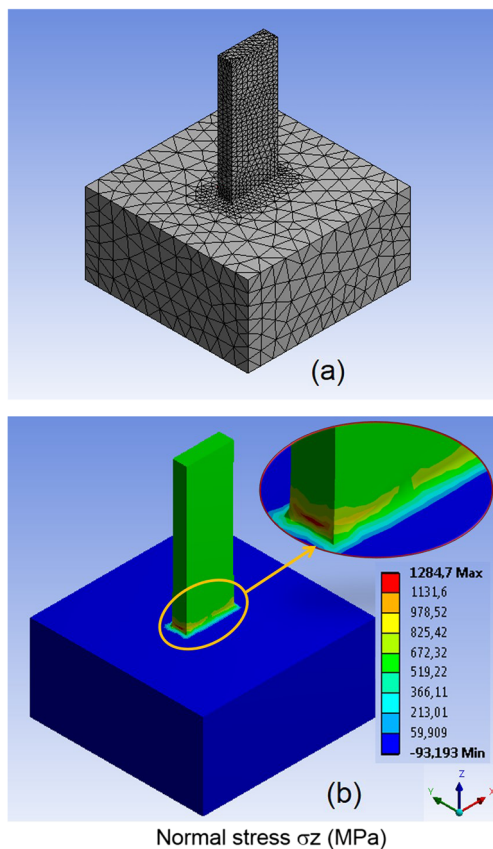 (a)
1284,7 Max
1131,6
978,52
825,42
672,32
519,22
366,11
213,01
59,909
-93,193 Min
(b)
Z
Y
X
Normal stress σz (MPa)